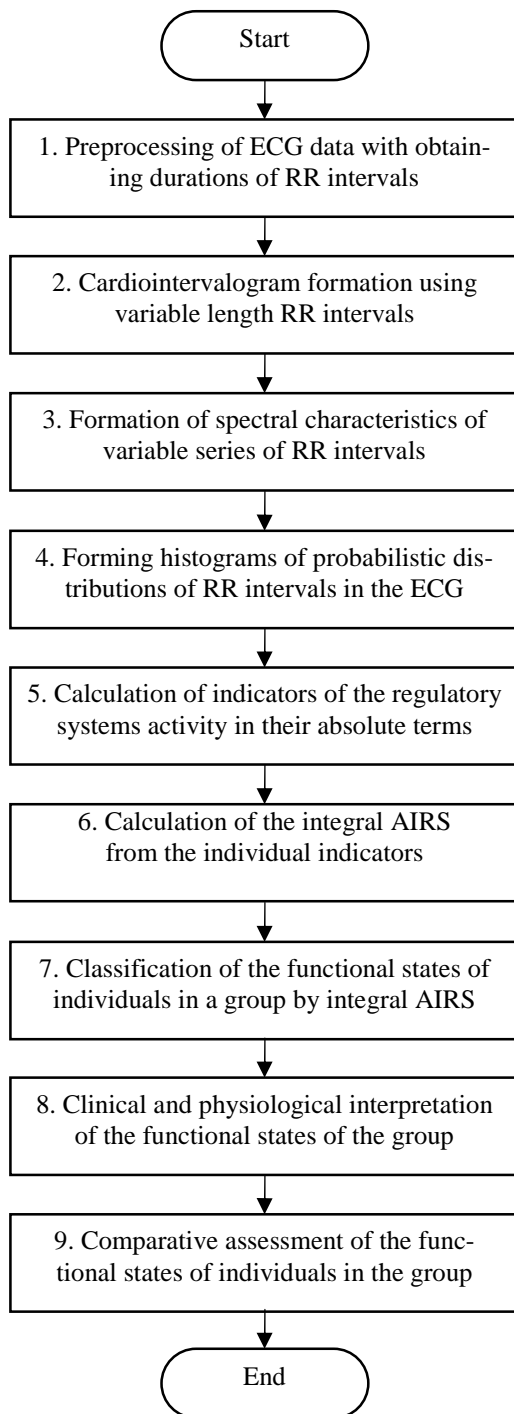 Start
1. Preprocessing of ECG data with obtain-
ing durations of RR intervals
2. Cardiointervalogram formation using
variable length RR intervals
3. Formation of spectral characteristics of
variable series of RR intervals
4. Forming histograms of probabilistic dis-
tributions of RR intervals in the ECG
5. Calculation of indicators of the regulatory
systems activity in their absolute terms
6. Calculation of the integral AIRS
from the individual indicators
7. Classification of the functional states of
individuals in a group by integral AIRS
8. Clinical and physiological interpretation
of the functional states of the group
9. Comparative assessment of the func-
tional states of individuals in the group
End